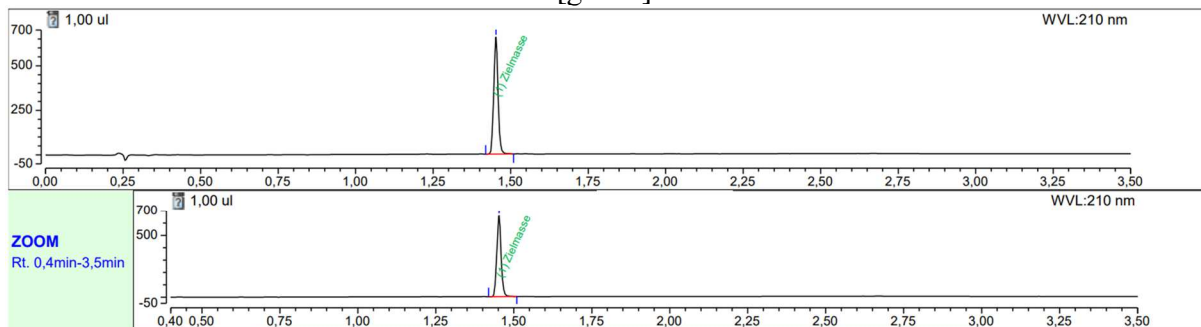 1,00 ul
WVL:210 nm
700
500
250
-50
(1) Zielmasse
0,00 0,25 0,50 0,75 1,00 1,25 1,50 1,75 2,00 2,25 2,50 2,75 3,00 3,25 3,50
1,00 ul
WVL:210 nm
ZOOM
Rt. 0,4min-3,5min
700
500
-50
(1) Zielmasse
0,40 0,50 0,75 1,00 1,25 1,50 1,75 2,00 2,25 2,50 2,75 3,00 3,25 3,50